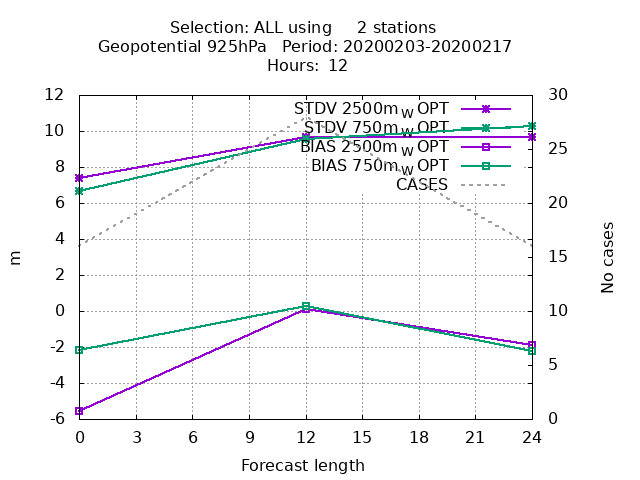 Selection: ALL using 2 stations
Geopotential 925hPa Period: 20200203-20200217
Hours: 12
STDV 2500m_W OPT
STDV 750m_W OPT
BIAS 2500m_W OPT
BIAS 750m_W OPT
CASES
12
10
8
6
4
2
0
-2
-4
-6
m
30
25
20
15
10
5
0
No cases
0 3 6 9 12 15 18 21 24
Forecast length